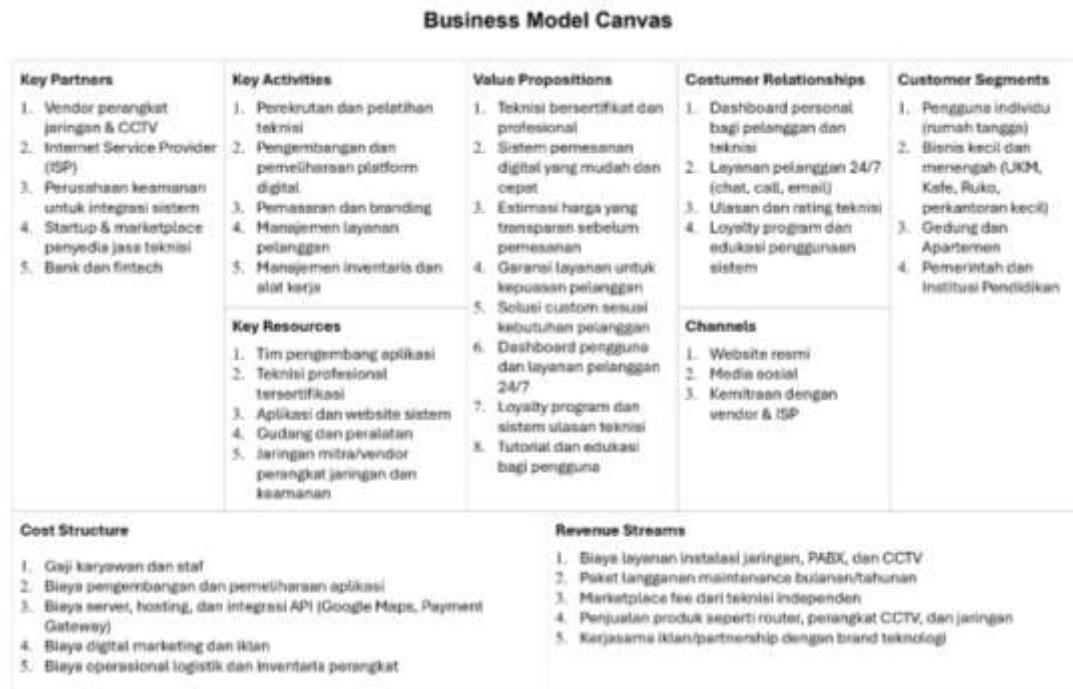 Business Model Canvas
Key Partners
1. Vendor perangkat
jaringan & CCTV
2. Internet Service Provider
(ISP)
3. Perusahaan keamanan
untuk integrasi sistem
4. Startup & marketplace
penyedia jasa teknisi
5. Bank dan fintech
Key Activities
1. Perekrutan dan pelatihan
teknisi
2. Pengembangan dan
pemeliharaan platform
digital
3. Pemasaran dan branding
4. Manajemen layanan
pelanggan
5. Manajemen inventaris dan
alat kerja
Key Resources
1. Tim pengembang aplikasi
2. Teknisi profesional
tersertifikasi
3. Aplikasi dan website sistem
4. Gudang dan peralatan
5. Jaringan mitra/vendor
perangkat jaringan dan
keamanan
Value Propositions
1. Teknisi bersertifikat dan
profesional
2. Sistem pemesanan
digital yang mudah dan
cepat
3. Estimasi harga yang
transparan sebelum
pemesanan
4. Garansi layanan untuk
kepuasan pelanggan
5. Solusi custom sesuai
kebutuhan pelanggan
6. Dashboard pengguna
dan layanan pelanggan
24/7
7. Loyalty program dan
sistem ulasan teknisi
8. Tutorial dan edukasi
bagi pengguna
Costumer Relationships
1. Dashboard personal
bagi pelanggan dan
teknisi
2. Layanan pelanggan 24/7
(chat, call, email)
3. Ulasan dan rating teknisi
4. Loyalty program dan
edukasi penggunaan
sistem
Channels
1. Website resmi
2. Media sosial
3. Kemitraan dengan
vendor & ISP
Customer Segments
1. Pengguna individu
(rumah tangga)
2. Bisnis kecil dan
menengah (UKM,
Kafe, Ruko,
perkantoran kecil)
3. Gedung dan
Apartemen
4. Pemerintah dan
Institusi Pendidikan
Cost Structure
1. Gaji karyawan dan staf
2. Biaya pengembangan dan pemeliharaan aplikasi
3. Biaya server, hosting, dan integrasi API (Google Maps, Payment
Gateway)
4. Biaya digital marketing dan iklan
5. Biaya operasional logistik dan inventaris perangkat
Revenue Streams
1. Biaya layanan instalasi jaringan, PABX, dan CCTV
2. Paket langganan maintenance bulanan/tahunan
3. Marketplace fee dari teknisi independen
4. Penjualan produk seperti router, perangkat CCTV, dan jaringan
5. Kerjasama iklan/partnership dengan brand teknologi